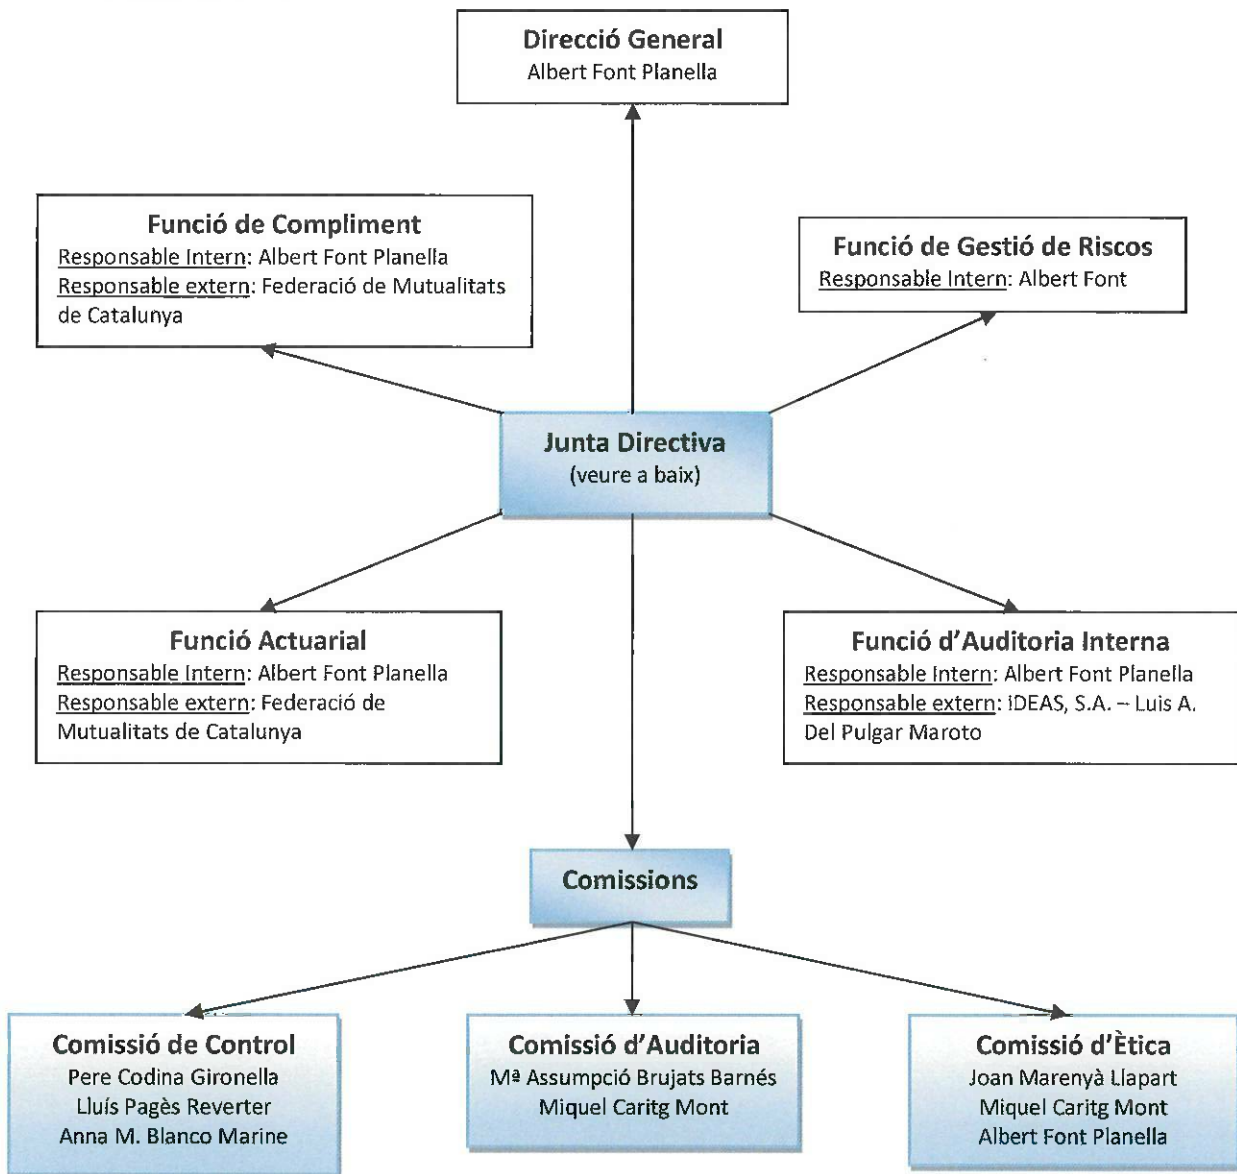 Direcció General
Albert Font Planella
Funció de Compliment
Responsable Intern: Albert Font Planella
Responsable extern: Federació de Mutualitats
de Catalunya
Funció de Gestió de Riscos
Responsable Intern: Albert Font
Junta Directiva
(veure a baix)
Funció Actuarial
Responsable Intern: Albert Font Planella
Responsable extern: Federació de
Mutualitats de Catalunya
Funció d'Auditoria Interna
Responsable Intern: Albert Font Planella
Responsable extern: iDEAS, S.A. – Luis A.
Del Pulgar Maroto
Comissions
Comissió de Control
Pere Codina Gironella
Lluís Pagès Reverter
Anna M. Blanco Marine
Comissió d'Auditoria
Mª Assumpció Brujats Barnés
Miquel Caritg Mont
Comissió d'Ètica
Joan Marenyà Llapart
Miquel Caritg Mont
Albert Font Planella